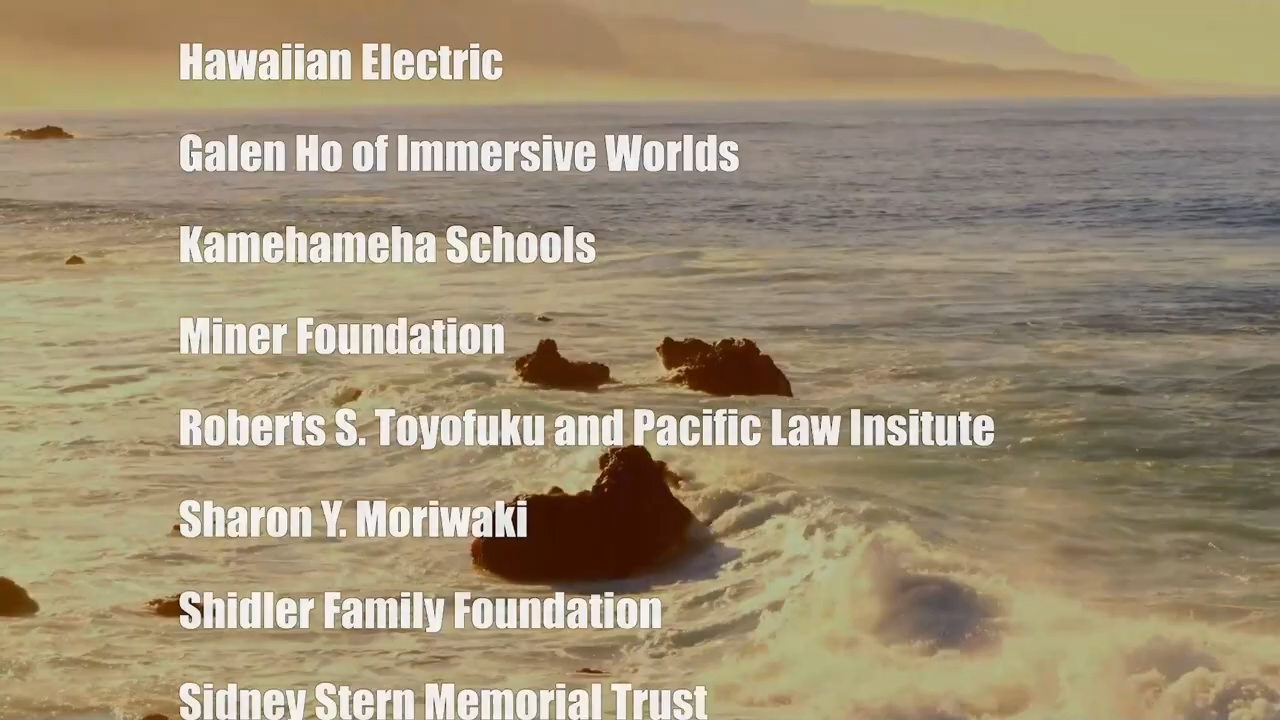 Hawaiian Electric
Galen Ho of Immersive Worlds
Kamehameha Schools
Miner Foundation
Roberts S. Toyofuku and Pacific Law Insitute
Sharon Y. Moriwaki
Shidler Family Foundation
Sidney Stern Memorial Trust